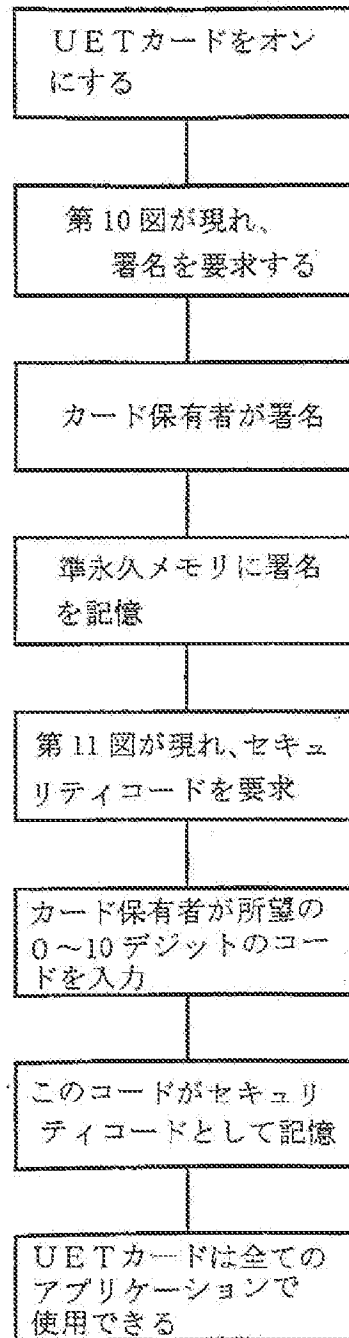 ＵＥＴカードをオン
にする
第10図が現れ、
署名を要求する
カード保有者が署名
準永久メモリに署名
を記憶
第11図が現れ、セキュ
リティコードを要求
カード保有者が所望の
0～10デジットのコー
ドを入力
このコードがセキュリ
ティコードとして記憶
ＵＥＴカードは全ての
アプリケーションで
使用できる